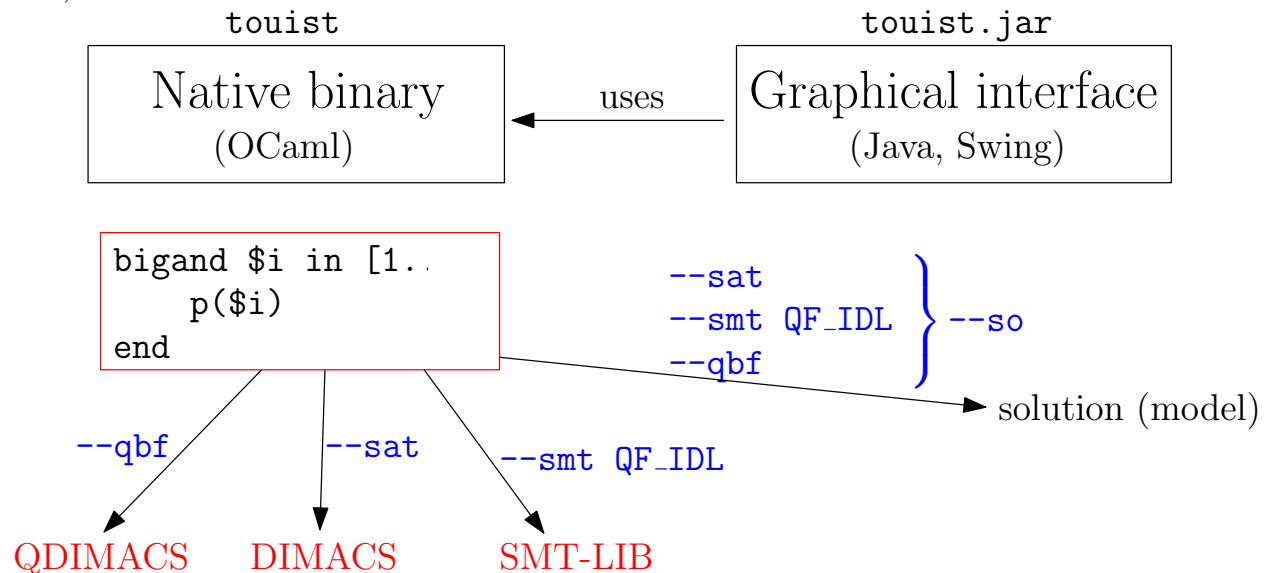 touist
touist.jar
Native binary
(OCaml)
uses
Graphical interface
(Java, Swing)
bigand $i in [1..
p($i)
end
--sat
--smt QF_IDL
--qbf
--so
solution (model)
--qbf
--sat
--smt QF_IDL
QDIMACS
DIMACS
SMT-LIB